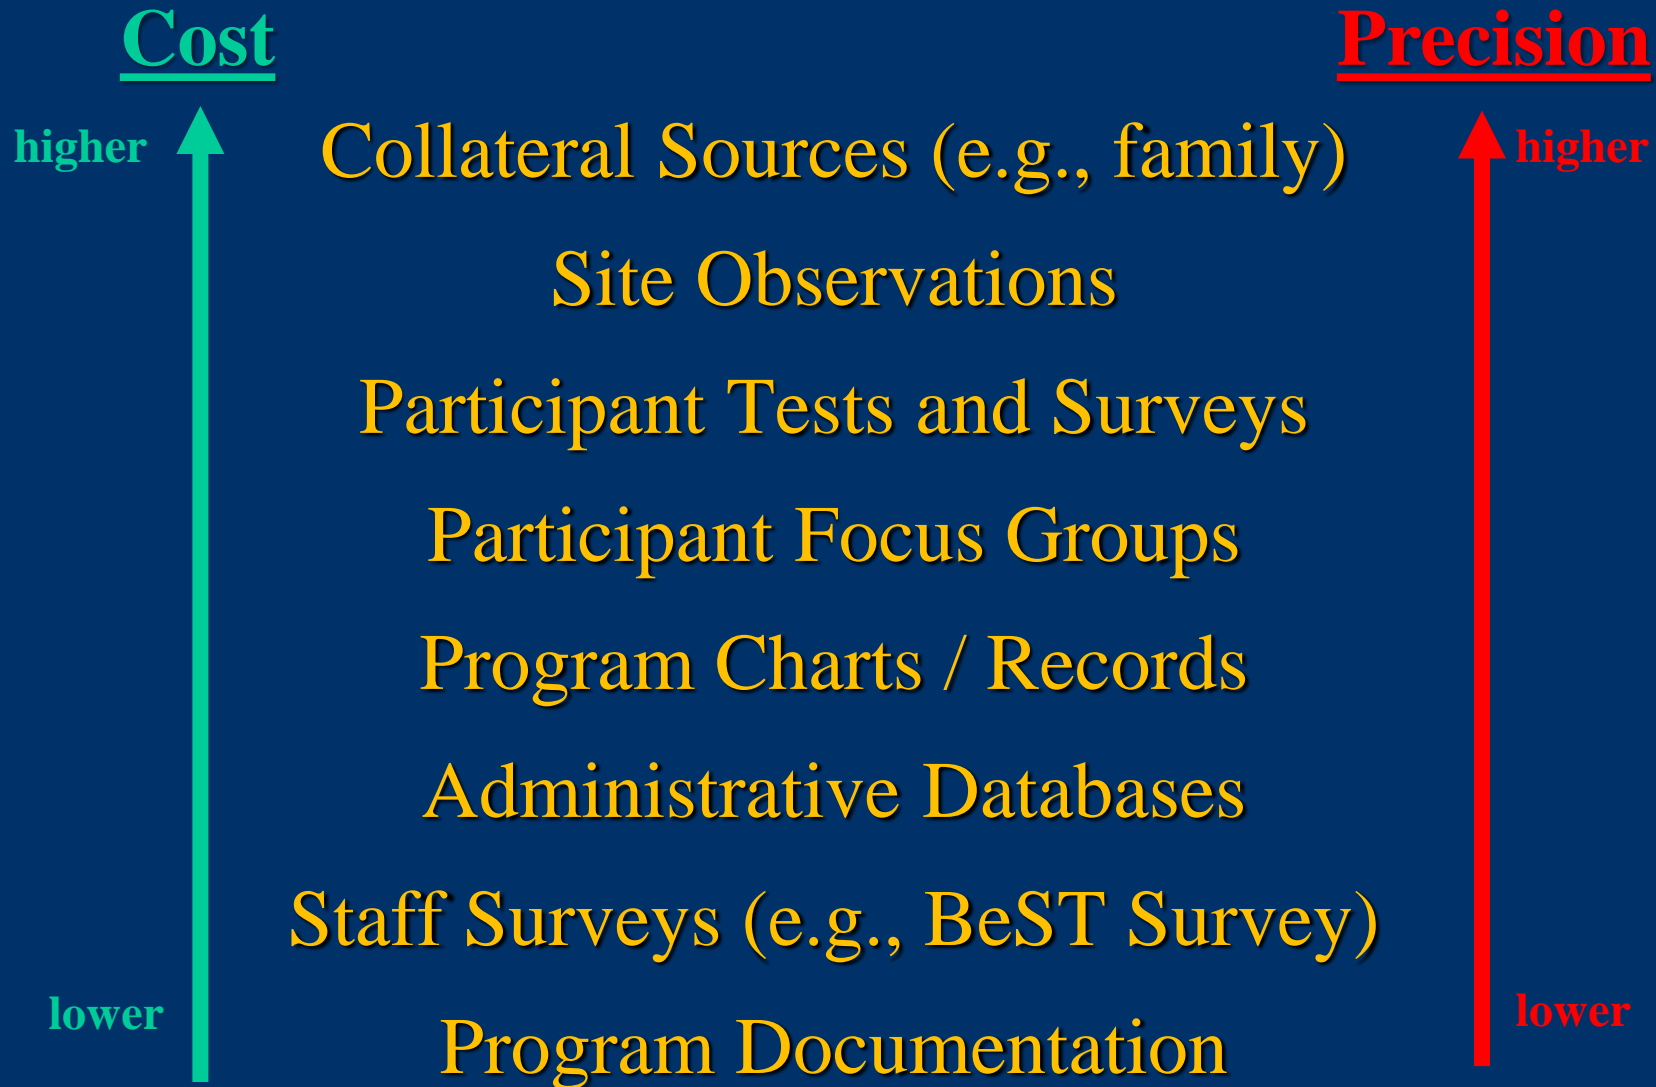 Cost
Precision
higher
Collateral Sources (e.g., family)
higher
Site Observations
Participant Tests and Surveys
Participant Focus Groups
Program Charts / Records
Administrative Databases
Staff Surveys (e.g., BeST Survey)
lower
lower
Program Documentation